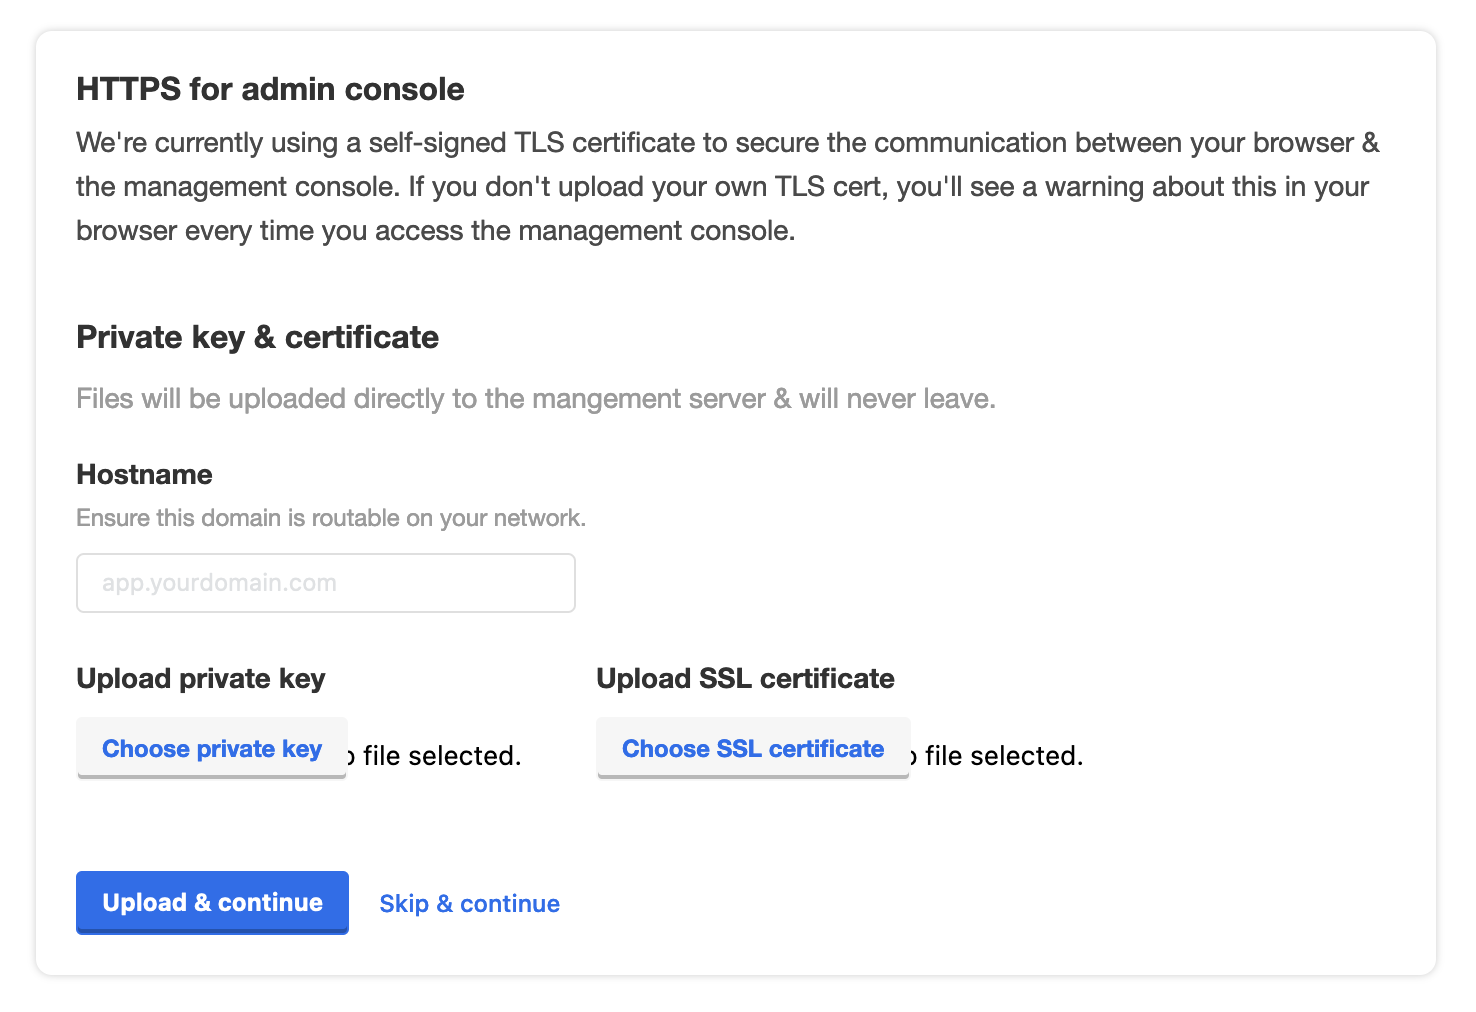 HTTPS for admin console
We're currently using a self-signed TLS certificate to secure the communication between your browser &
the management console. If you don't upload your own TLS cert, you'll see a warning about this in your
browser every time you access the management console.
Private key & certificate
Files will be uploaded directly to the mangement server & will never leave.
Hostname
Ensure this domain is routable on your network.
app.yourdomain.com
Upload private key
Upload SSL certificate
Choose private key file selected.
Choose SSL certificate file selected.
Upload & continue
Skip & continue